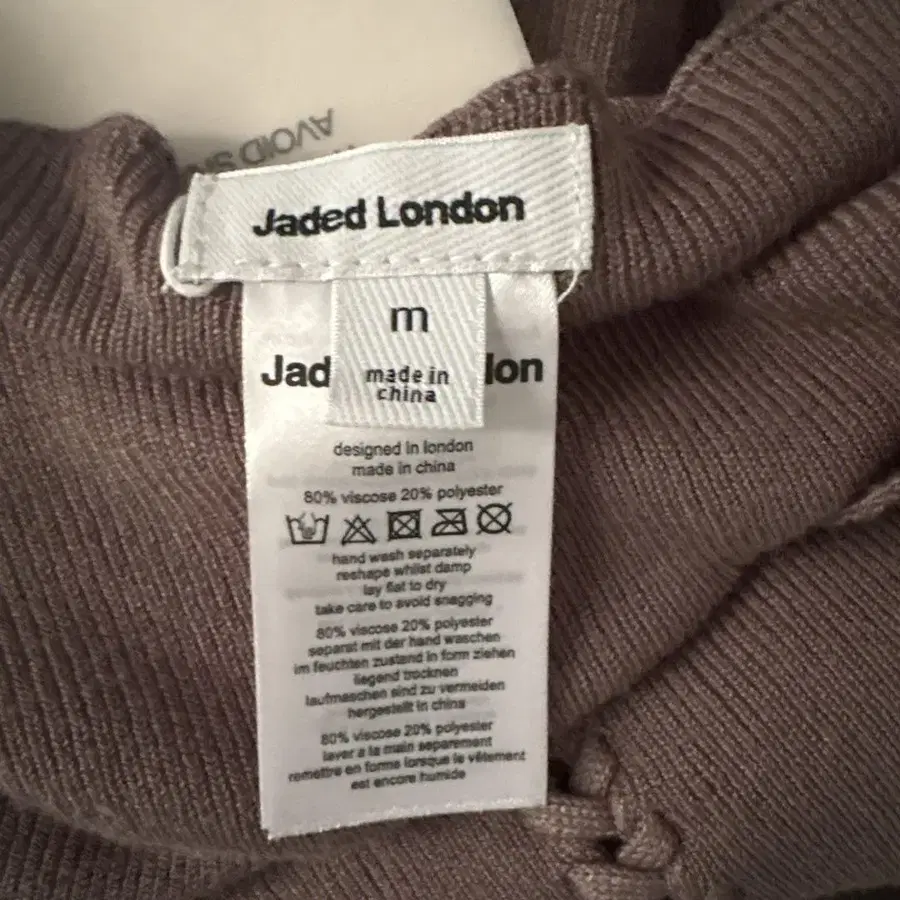 AVOID
Jaded London
m
made in
china
Jad
lon
designed in london
made in china
80% viscose 20% polyester
hand wash separately
reshape whilst damp
lay flat to dry
take care to avoid snagging
80% viscose 20% polyester
separat mit der hand waschen
im feuchten zustand in form ziehen
liegend trocknen
laufmaschen sind zu vermeiden
hergestellt in china
80% viscose 20% polyester
laver a la main separement
remettre en forme lorsque le vêtement
est encore humide